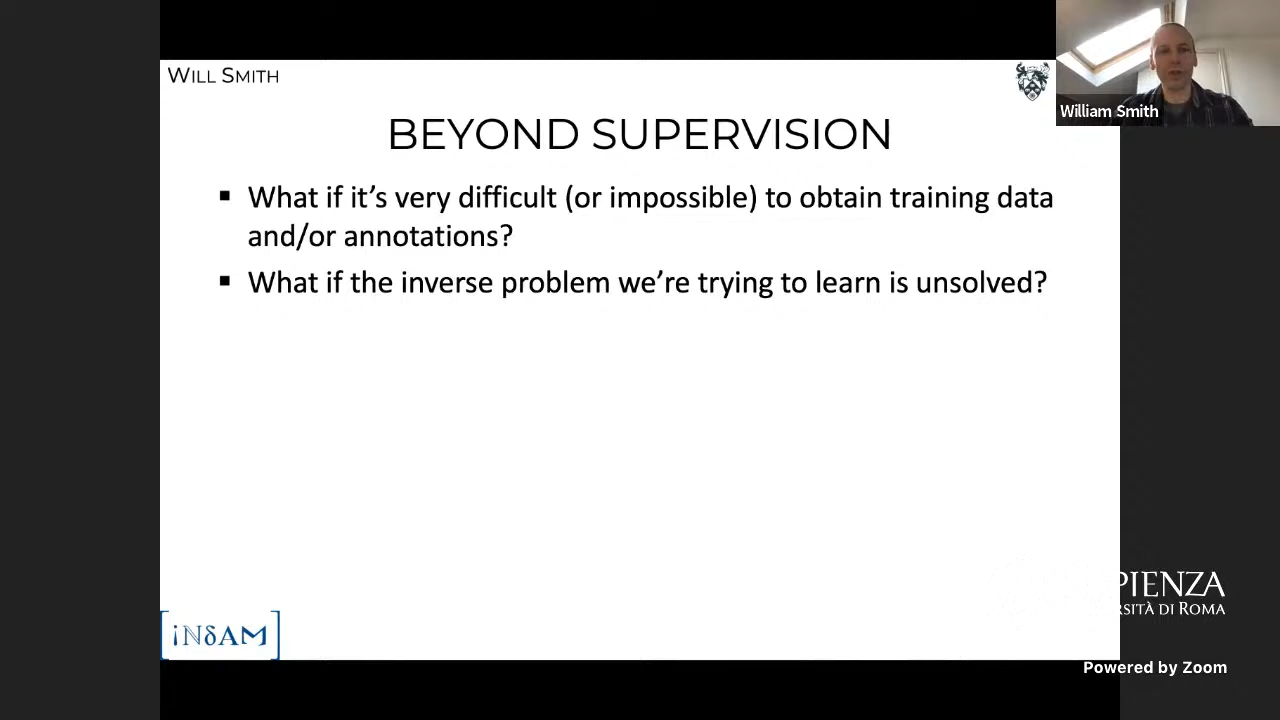 WILL SMITH
William Smith
BEYOND SUPERVISION
▪ What if it's very difficult (or impossible) to obtain training data
and/or annotations?
▪ What if the inverse problem we're trying to learn is unsolved?
PIENZA
RSITÀ DI ROMA
iNδAM
Powered by Zoom